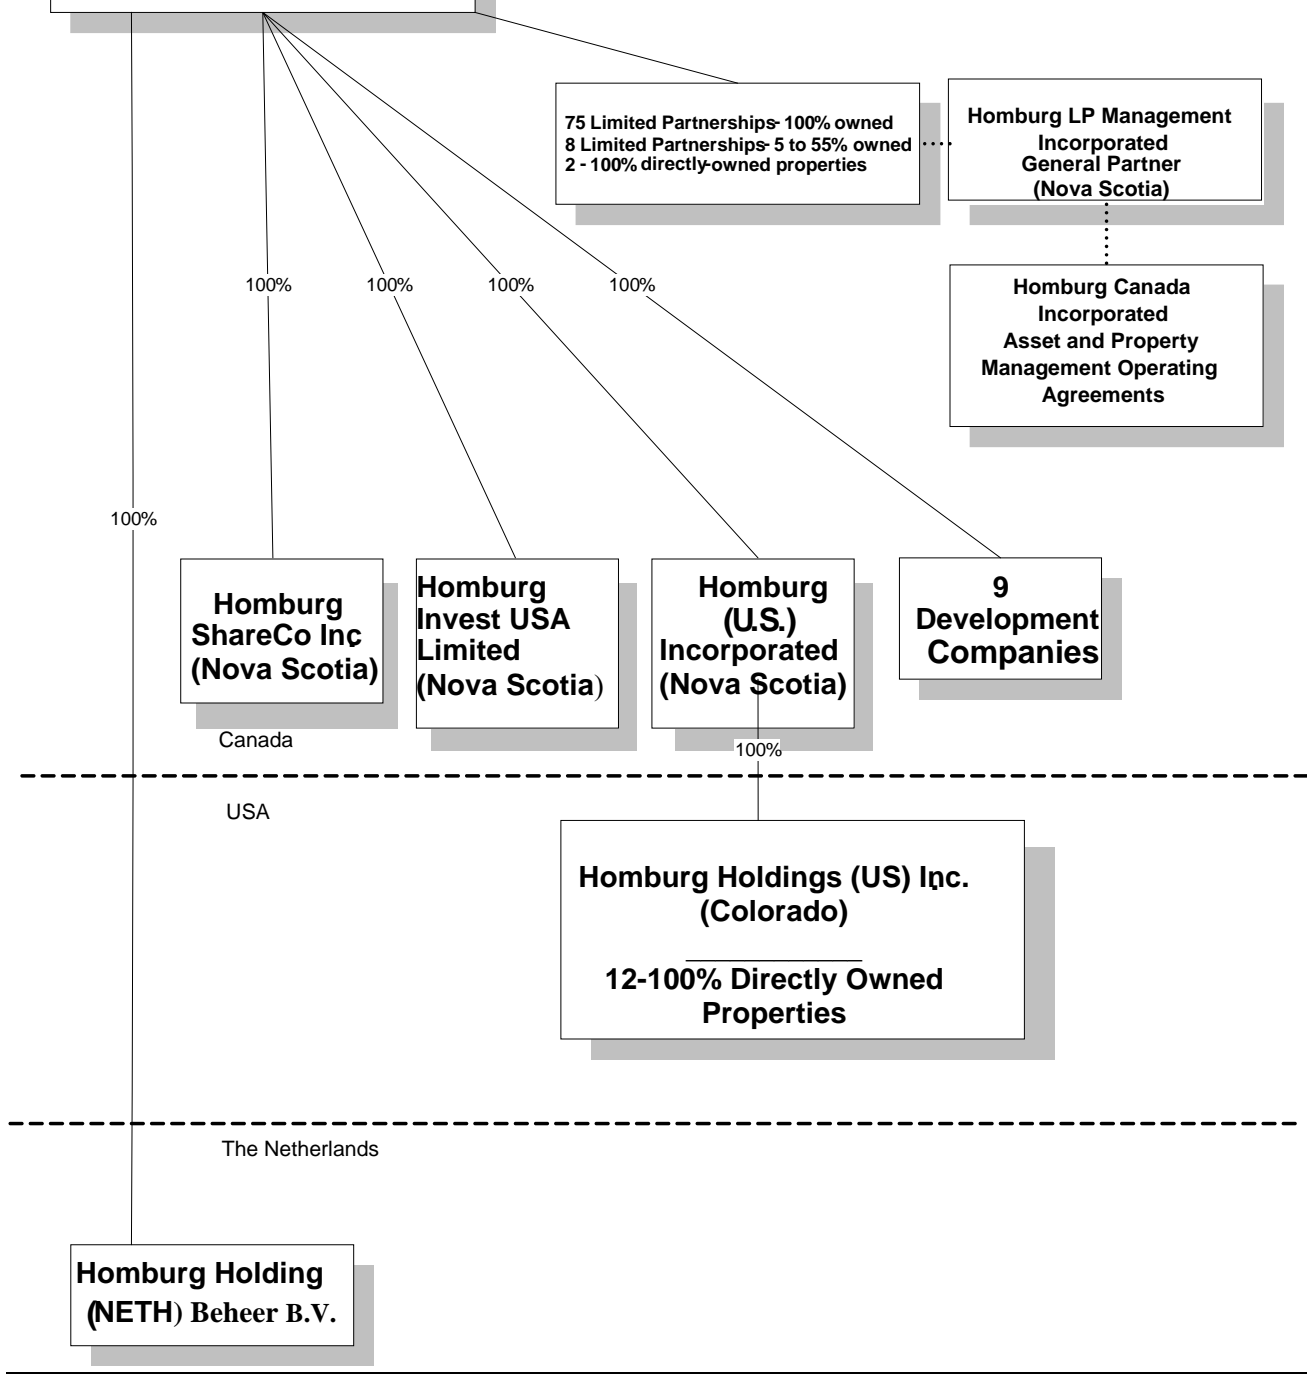 75 Limited Partnerships- 100% owned
8 Limited Partnerships- 5 to 55% owned
2 - 100% directly-owned properties
Homburg LP Management
Incorporated
General Partner
(Nova Scotia)
Homburg Canada
Incorporated
Asset and Property
Management Operating
Agreements
100%
100%
100%
100%
100%
Homburg
ShareCo Inc.
(Nova Scotia)
Homburg
Invest USA
Limited
(Nova Scotia)
Homburg
(U.S.)
Incorporated
(Nova Scotia)
9
Development
Companies
Canada
100%
USA
Homburg Holdings (US) Inc.
(Colorado)
12-100% Directly Owned
Properties
The Netherlands
Homburg Holding
(NETH) Beheer B.V.